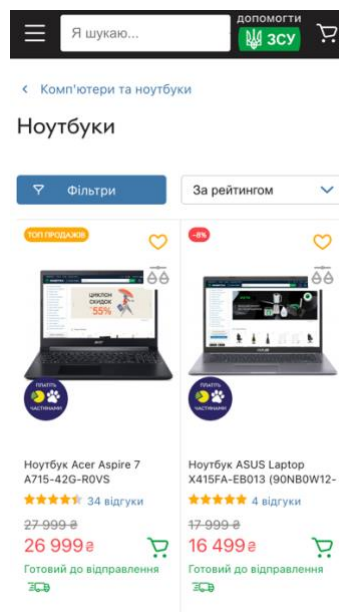 допомогти
Я шукаю...
ЗСУ
Комп'ютери та ноутбуки
Ноутбуки
Фільтри
За рейтингом
ТОП ПРОДАЖІВ
-8%
ЦИКЛОН
СКИДОК
-55%
acer
ПЛАТІТЬ
ЧАСТИНАМИ
ПЛАТІТЬ
ЧАСТИНАМИ
Ноутбук Acer Aspire 7
A715-42G-R0VS
34 відгуки
27 999 ₴
26 999 ₴
Готовий до відправлення
Ноутбук ASUS Laptop
X415FA-EB013 (90NB0W12-
4 відгуки
17 999 ₴
16 499 ₴
Готовий до відправлення